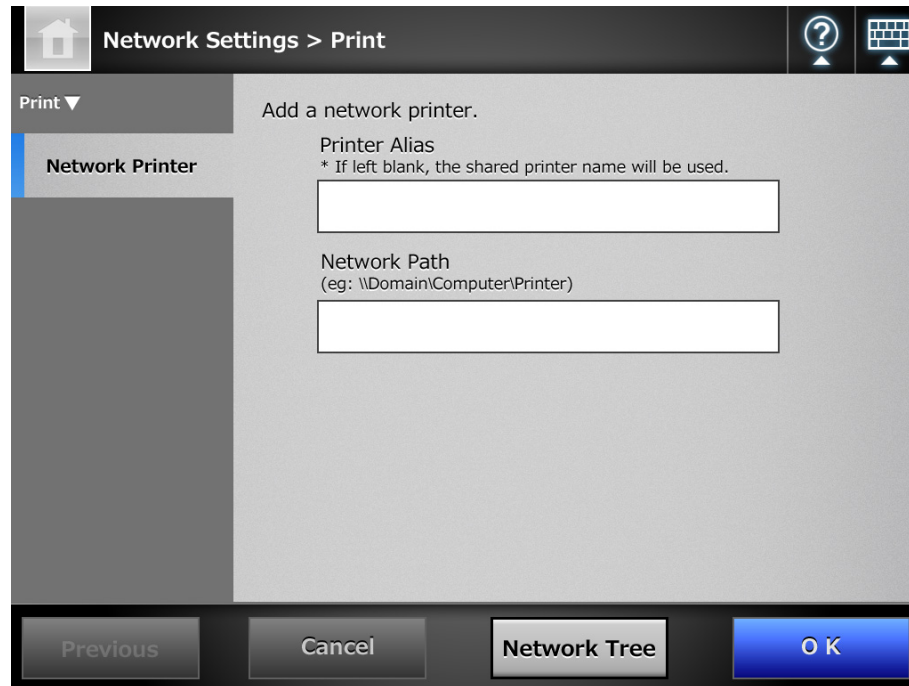 Network Settings > Print
?
Print ▼
Network Printer
Add a network printer.
Printer Alias
* If left blank, the shared printer name will be used.
Network Path
(eg: \\Domain\Computer\Printer)
Previous
Cancel
Network Tree
O K